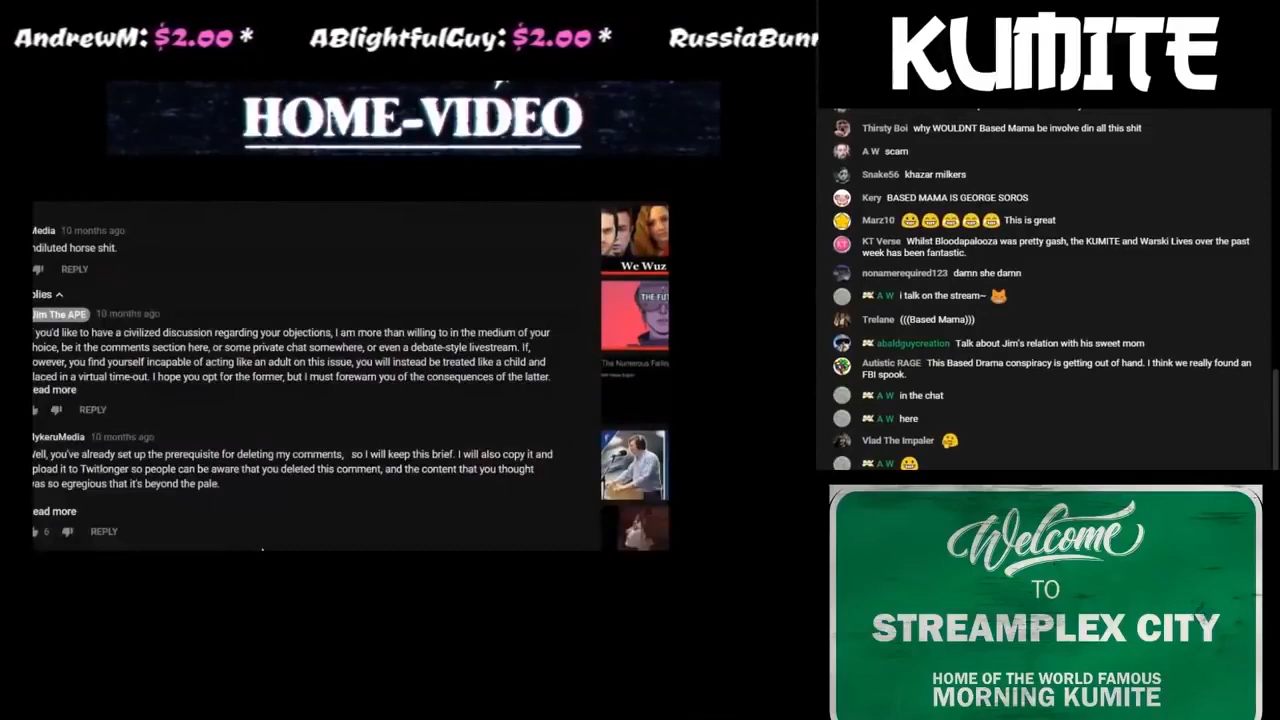 AndrewM: $2.00 * ABlightfulGuy: $2.00 * RussiaBun
HOME-VIDEO
Media 10 months ago
ndiluted horse shit.
REPLY
plies
Jim The APE 10 months ago
you'd like to have a civilized discussion regarding your objections, I am more than willing to in the medium of your
hoice, be it the comments section here, or some private chat somewhere, or even a debate-style livestream. If,
owever, you find yourself incapable of acting like an adult on this issue, you will instead be treated like a child and
laced in a virtual time-out. I hope you opt for the former, but I must forewarn you of the consequences of the latter.
ead more
REPLY
MykeruMedia 10 months ago
Vell, you've already set up the prerequisite for deleting my comments, so I will keep this brief. I will also copy it and
pload it to Twitlonger so people can be aware that you deleted this comment, and the content that you thought
was so egregious that it's beyond the pale.
ead more
6 REPLY
We Wuz
THE FUT
The Numerous Failin
KUMITE
Thirsty Boi why WOULDNT Based Mama be involve din all this shit
A W scam
Snake56 khazar milkers
Kery BASED MAMA IS GEORGE SOROS
Marz10 😀😂😂😂😂 This is great
KT KT Verse Whilst Bloodapalooza was pretty gash, the KUMITE and Warski Lives over the past
week has been fantastic.
nonamerequired123 damn she damn
A W i talk on the stream~
Trelane (((Based Mama)))
abaldguycreation Talk about Jim's relation with his sweet mom
Autistic RAGE This Based Drama conspiracy is getting out of hand. I think we really found an
FBI spook.
A W in the chat
A W here
Vlad The Impaler 🤔
A W 😀
Welcome
TO
STREAMPLEX CITY
HOME OF THE WORLD FAMOUS
MORNING KUMITE